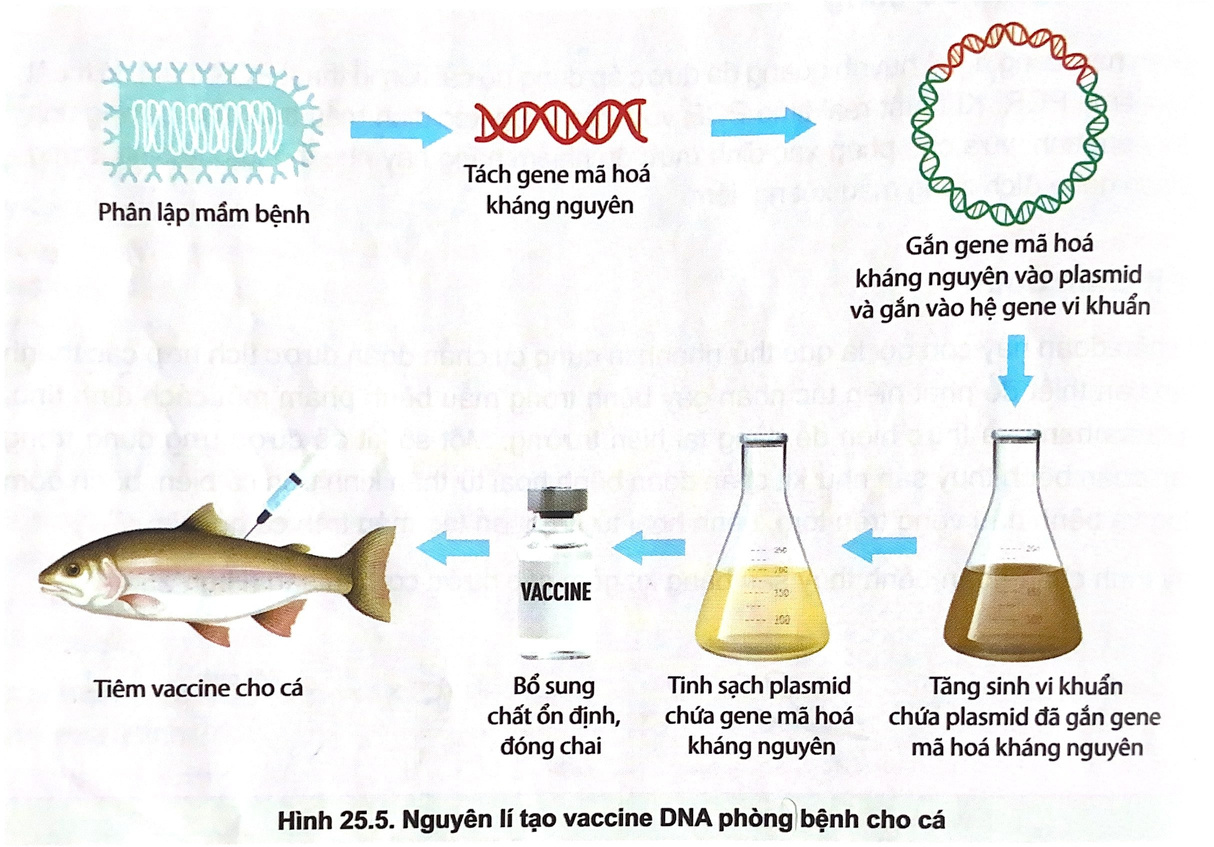 Phân lập mầm bệnh
Tách gene mã hoá
kháng nguyên
Gắn gene mã hoá
kháng nguyên vào plasmid
và gắn vào hệ gene vi khuẩn
Tăng sinh vi khuẩn
chứa plasmid đã gắn gene
mã hoá kháng nguyên
Tinh sạch plasmid
chứa gene mã hoá
kháng nguyên
VACCINE
Bổ sung
chất ổn định,
đóng chai
Tiêm vaccine cho cá
Hình 25.5. Nguyên lí tạo vaccine DNA phòng bệnh cho cá